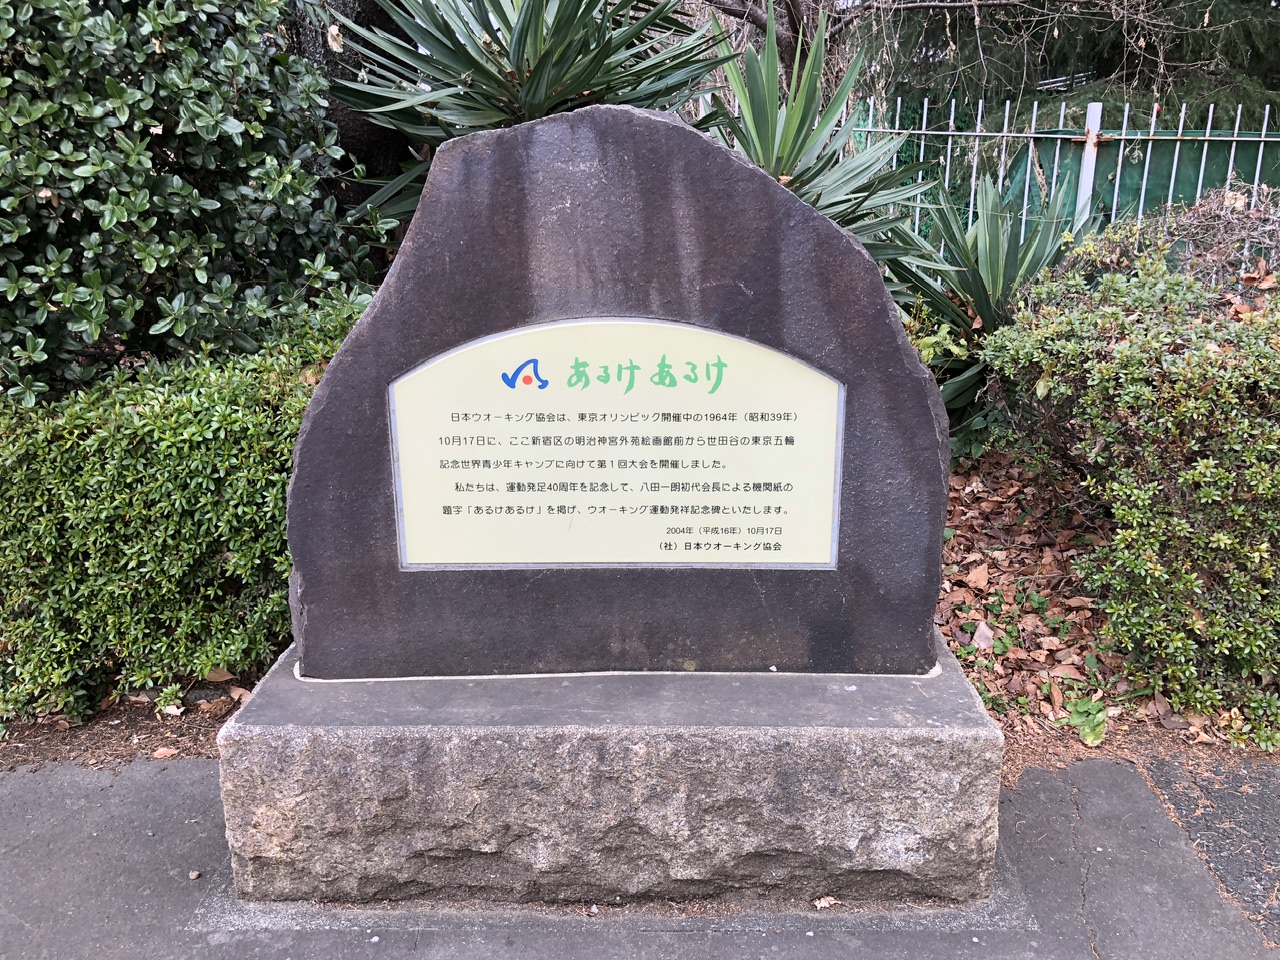 あるけあるけ
日本ウオーキング協会は、東京オリンピック開催中の1964年（昭和39年）
10月17日に、ここ新宿区の明治神宮外苑絵画館前から世田谷の東京五輪
記念世界青少年キャンプに向けて第1回大会を開催しました。
私たちは、運動発足40周年を記念して、八田一朗初代会長による機関紙の
題字「あるけあるけ」を掲げ、ウオーキング運動発祥記念碑といたします。
2004年（平成16年）10月17日
（社）日本ウオーキング協会